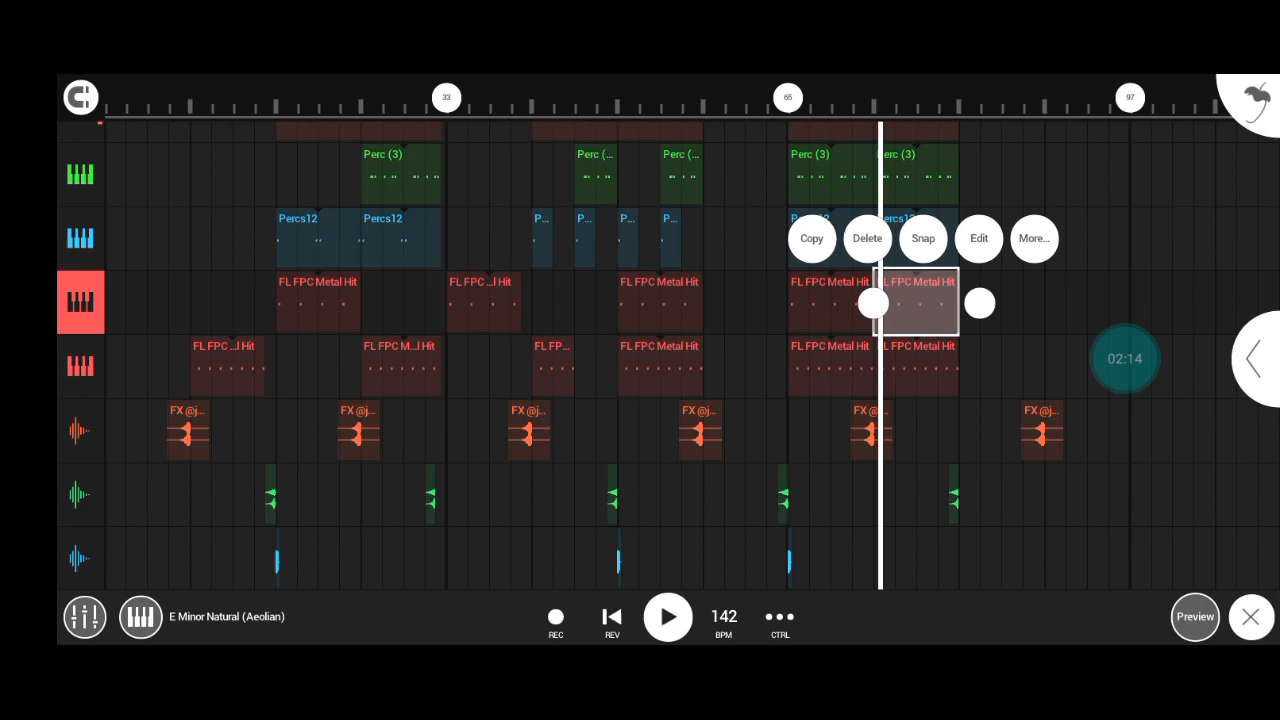 33
65
97
Perc (3)
Perc (...
Perc (...
Perc (3)
erc (3)
Percs12
Percs12
P...
P...
P...
P...
Copy
Delete
Snap
Edit
More...
FL FPC Metal Hit
FL FPC ...l Hit
FL FPC Metal Hit
FL FPC Metal Hit
FL FPC Metal Hit
FL FPC ...l Hit
FL FPC M...l Hit
FL FP...
FL FPC Metal Hit
FL FPC Metal Hit
FL FPC Metal Hit
02:14
FX @j...
FX @j...
FX @j...
FX @j...
FX @
FX @j...
E Minor Natural (Aeolian)
REC
REV
142
BPM
CTRL
Preview